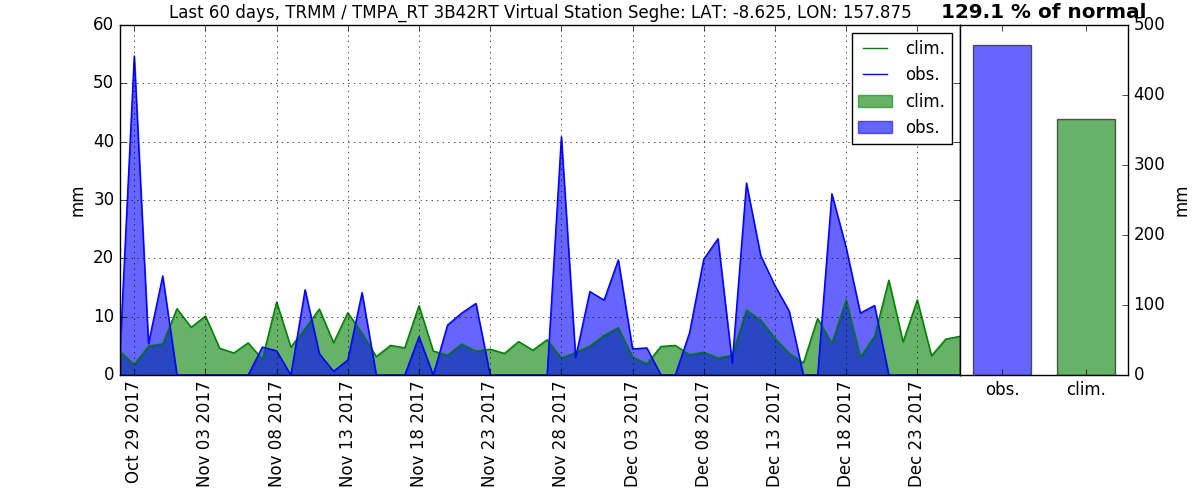 Last 60 days, TRMM / TMPA_RT 3B42RT Virtual Station Seghe: LAT: -8.625, LON: 157.875
129.1 % of normal
60
50
40
30
20
10
0
mm
clim.
obs.
clim.
obs.
Oct 29 2017
Nov 03 2017
Nov 08 2017
Nov 13 2017
Nov 18 2017
Nov 23 2017
Nov 28 2017
Dec 03 2017
Dec 08 2017
Dec 13 2017
Dec 18 2017
Dec 23 2017
500
400
300
200
100
0
mm
obs.
clim.